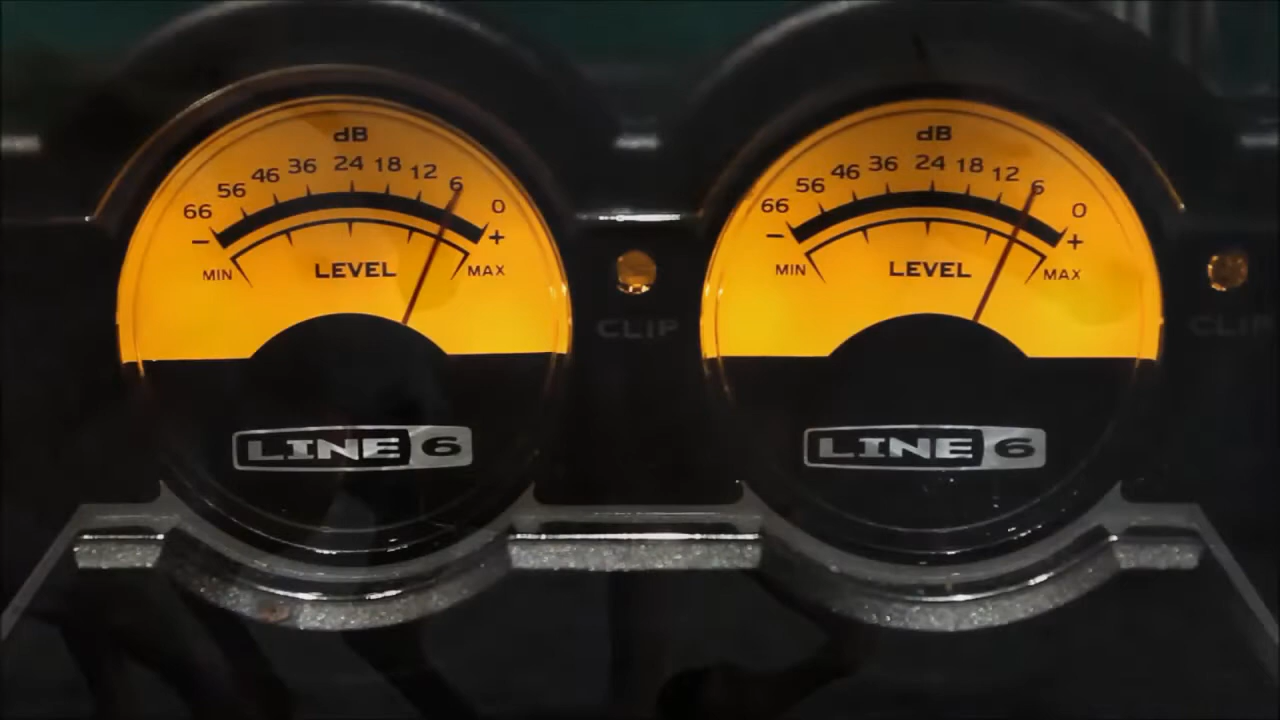 dB
66 56 46 36 24 18 12 6 0
− +
MIN LEVEL MAX
LINE 6
dB
66 56 46 36 24 18 12 6 0
− +
MIN LEVEL MAX
LINE 6
CLIP
CLIP